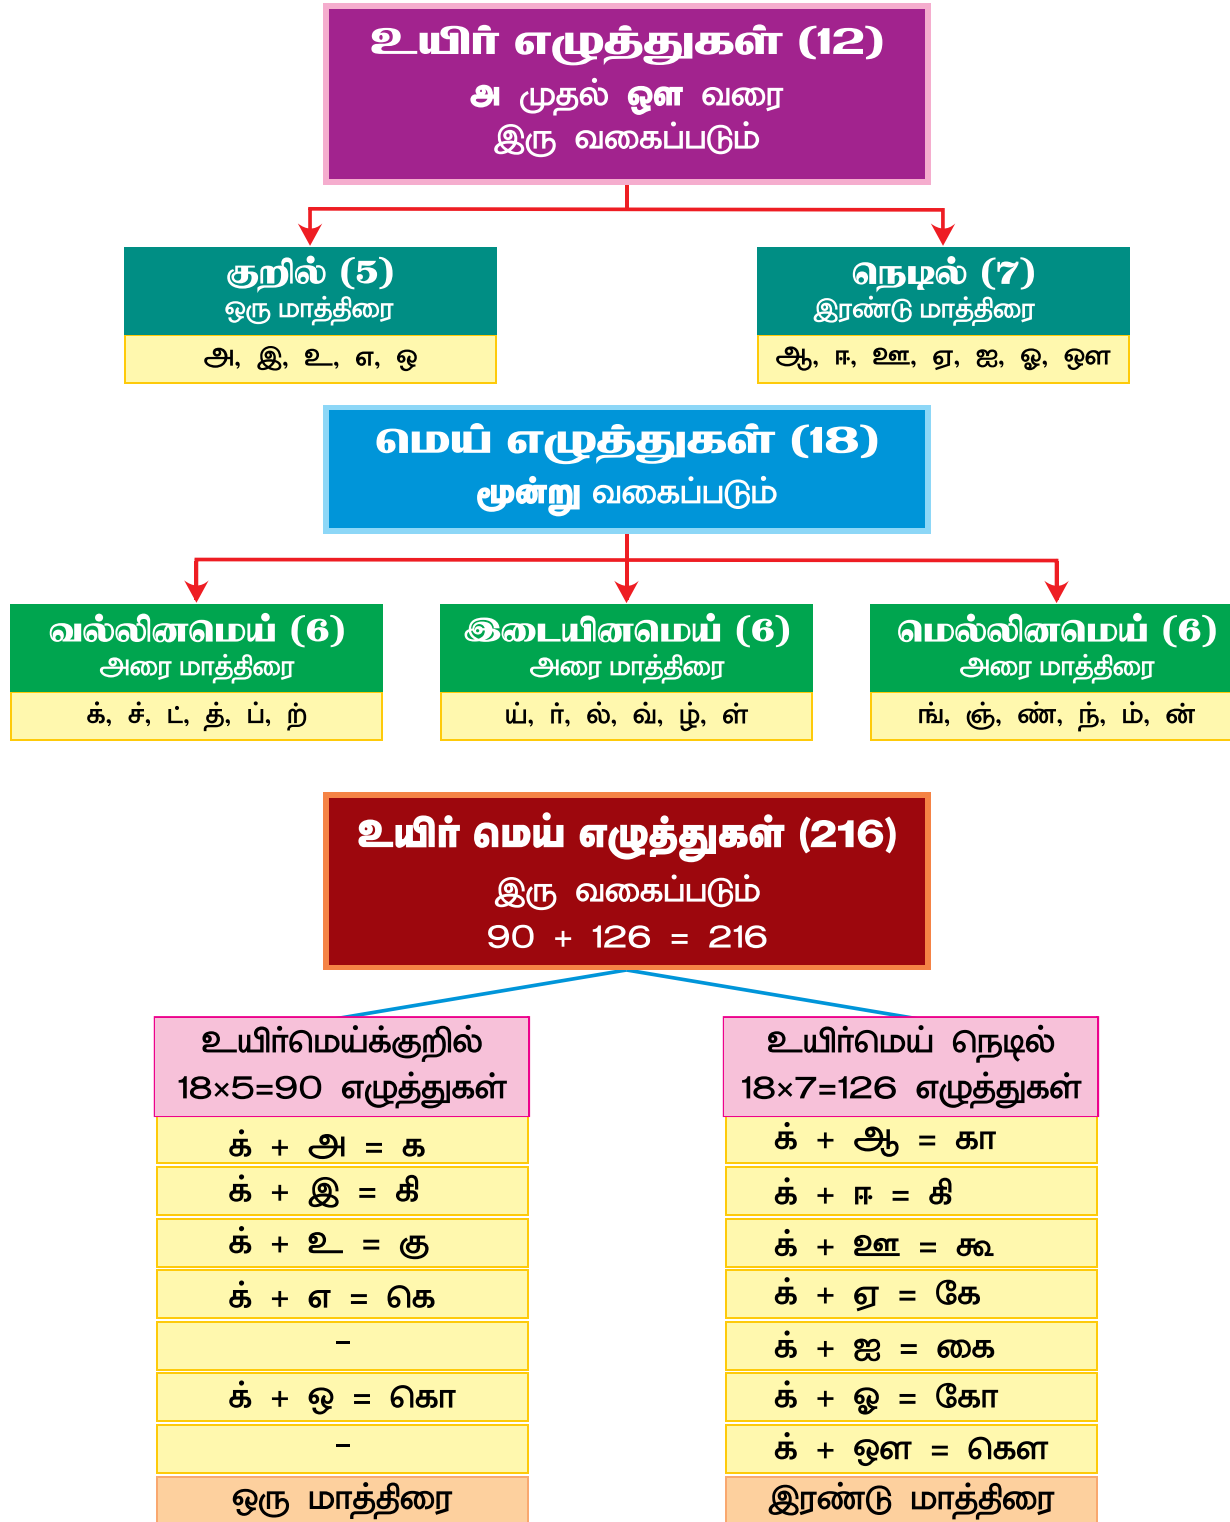 உயிர் எழுத்துகள் (12)
அ முதல் ஔ வரை
இரு வகைப்படும்
குறில் (5)
ஒரு மாத்திரை
அ, இ, உ, எ, ஒ
நெடில் (7)
இரண்டு மாத்திரை
ஆ, ஈ, ஊ, ஏ, ஐ, ஓ, ஔ
மெய் எழுத்துகள் (18)
மூன்று வகைப்படும்
வல்லினமெய் (6)
அரை மாத்திரை
க், ச், ட், த், ப், ற்
இடையினமெய் (6)
அரை மாத்திரை
ய், ர், ல், வ், ழ், ள்
மெல்லினமெய் (6)
அரை மாத்திரை
ங், ஞ், ண், ந், ம், ன்
உயிர் மெய் எழுத்துகள் (216)
இரு வகைப்படும்
90 + 126 = 216
உயிர்மெய்க்குறில்
18×5=90 எழுத்துகள்
க் + அ = க
க் + இ = கி
க் + உ = கு
க் + எ = கெ
-
க் + ஒ = கொ
-
ஒரு மாத்திரை
உயிர்மெய் நெடில்
18×7=126 எழுத்துகள்
க் + ஆ = கா
க் + ஈ = கி
க் + ஊ = கூ
க் + ஏ = கே
க் + ஐ = கை
க் + ஓ = கோ
க் + ஔ = கௌ
இரண்டு மாத்திரை